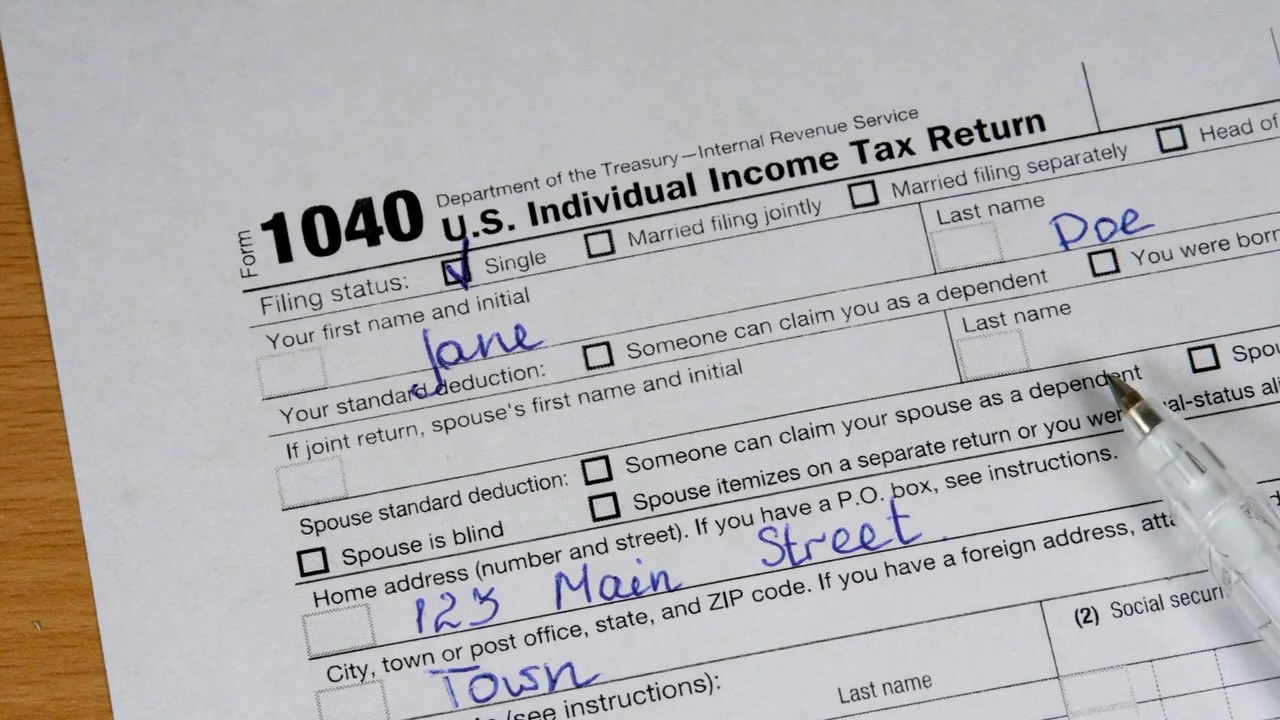 Department of the Treasury—Internal Revenue Service
Form 1040 U.S. Individual Income Tax Return
Filing status: Single Married filing jointly Married filing separately Head of
Your first name and initial Last name
Jane Doe
Your standard deduction: Someone can claim you as a dependent You were born
If joint return, spouse's first name and initial Last name
Spouse standard deduction: Someone can claim your spouse as a dependent
Spouse is blind Spouse itemizes on a separate return or you
Home address (number and street). If you have a P.O. box, see instructions.
123 Main Street.
City, town or post office, state, and ZIP code. If you have a foreign address,
Town
(see instructions): (2) Social
Last name